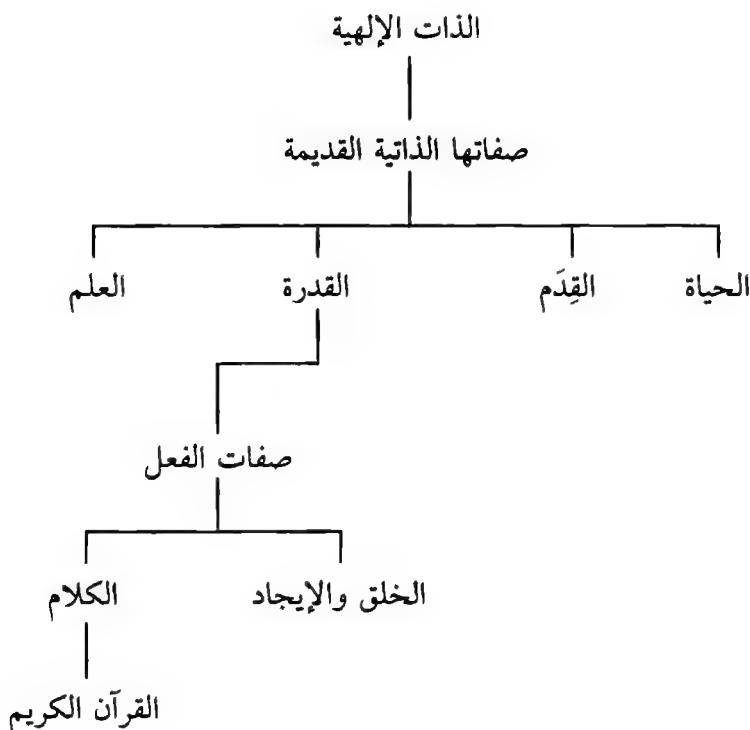 الذات الإلهية
صفاتها الذاتية القديمة
الحياة القِدَم القدرة العلم
صفات الفعل
الخلق والإيجاد الكلام
القرآن الكريم